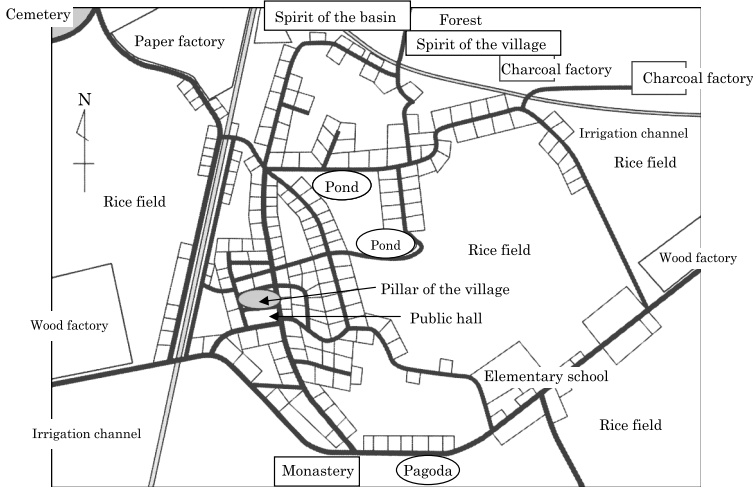 Cemetery
Spirit of the basin
Forest
Paper factory
Spirit of the village
Charcoal factory
Charcoal factory
N
Irrigation channel
Rice field
Pond
Rice field
Pond
Rice field
Wood factory
Pillar of the village
Public hall
Wood factory
Elementary school
Rice field
Irrigation channel
Monastery
Pagoda